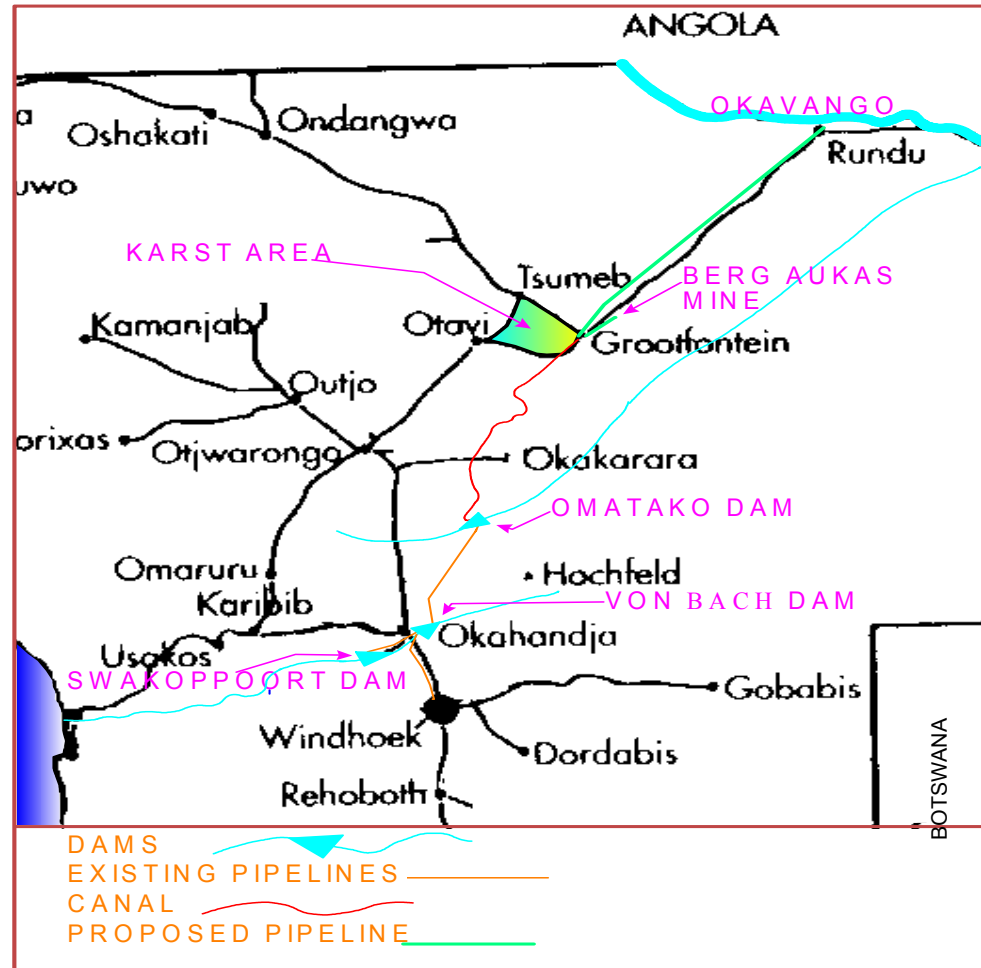 ANGOLA
OKAVANGO
a
Oshakati
Ondangwa
Rundu
uwo
KARST AREA
Tsumeb
BERG AUKAS
MINE
Kamanjab
Otavi
Grootfontein
Outjo
orixas
Otjwarongo
Okakarara
OMATAKO DAM
Omaruru
Hochfeld
Karibib
VON BACH DAM
Okahandja
Usakos
SWAKOPPOORT DAM
Gobabis
Windhoek
Dordabis
Rehoboth
BOTSWANA
DAMS
EXISTING PIPELINES
CANAL
PROPOSED PIPELINE